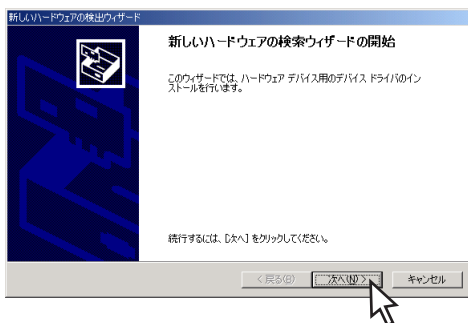 新しいハードウェアの検出ウィザード
新しいハードウェアの検索ウィザードの開始
このウィザードでは、ハードウェア デバイス用のデバイス ドライバのイン
ストールを行います。
続行するには、[次へ] をクリックしてください。
< 戻る(B)
次へ(N) >
キャンセル